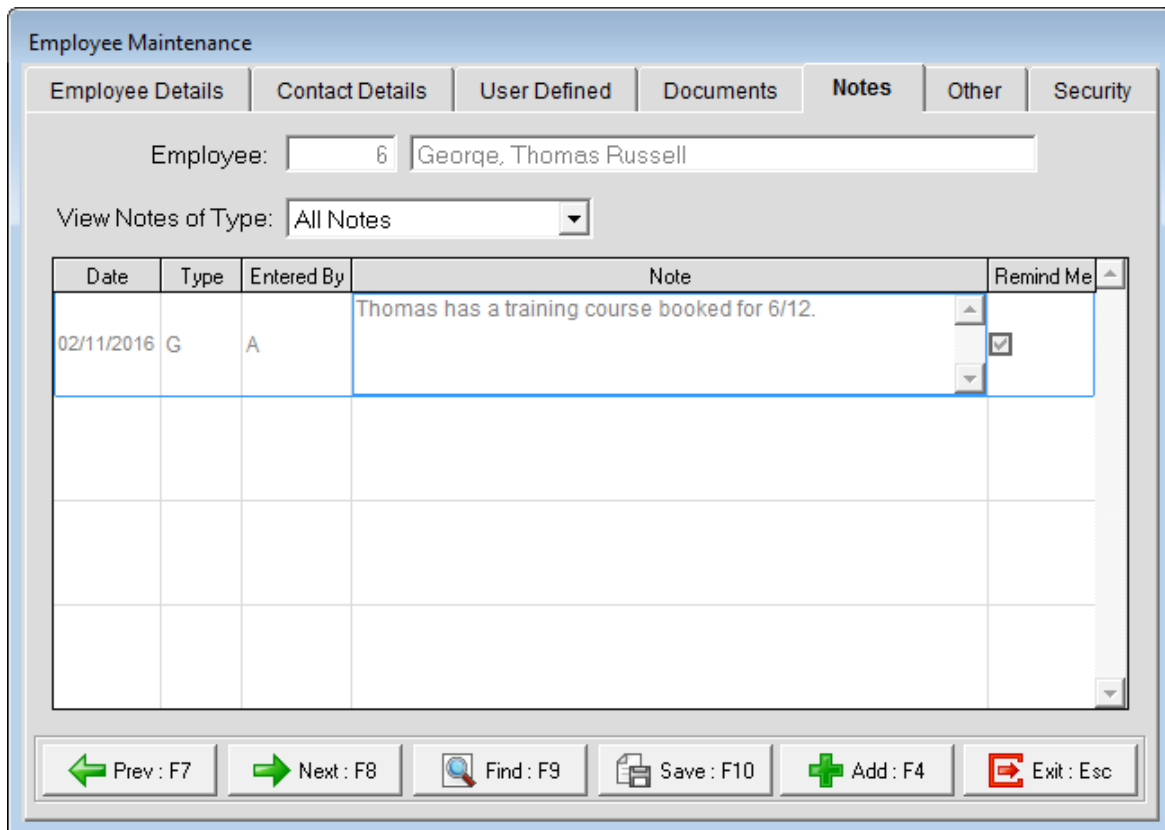 Employee Maintenance
Employee Details Contact Details User Defined Documents Notes Other Security
Employee: 6 George, Thomas Russell
View Notes of Type: All Notes
Date Type Entered By Note Remind Me
Thomas has a training course booked for 6/12.
02/11/2016 G A
Prev : F7 Next : F8 Find : F9 Save : F10 Add : F4 Exit : Esc